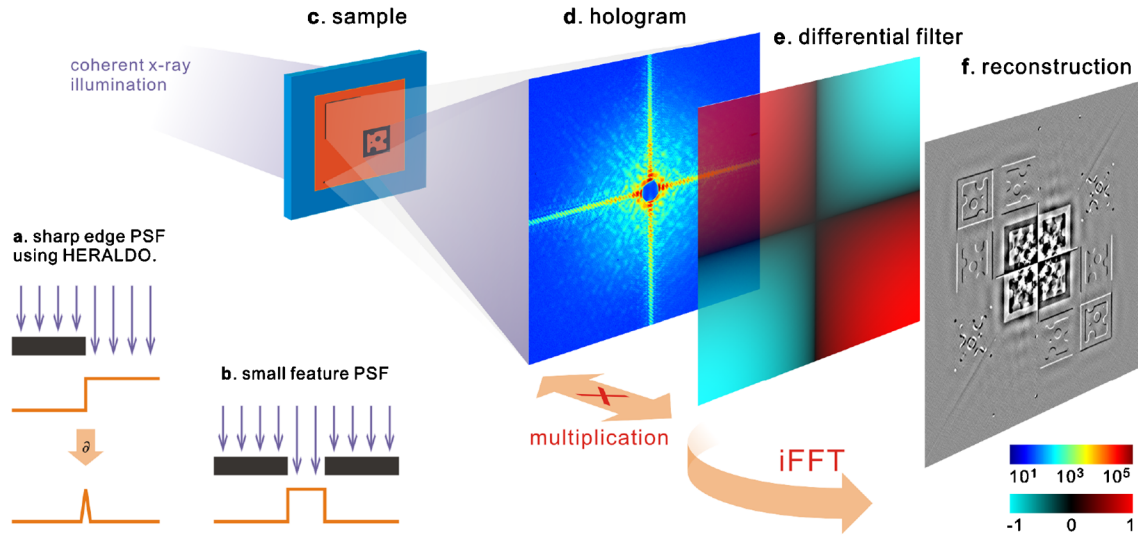 c. sample
d. hologram
e. differential filter
f. reconstruction
coherent x-ray
illumination
a. sharp edge PSF
using HERALDO.
∂
b. small feature PSF
X
multiplication
iFFT
10¹ 10³ 10⁵
-1 0 1